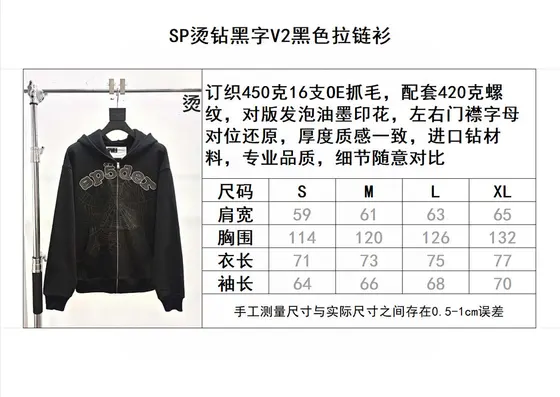 SP烫钻黑字V2黑色拉链衫
烫
订织450克16支OE抓毛，配套420克螺
纹，对版发泡油墨印花，左右门襟字母
对位还原，厚度质感一致，进口钻材
料，专业品质，细节随意对比
尺码 S M L XL
肩宽 59 61 63 65
胸围 114 120 126 132
衣长 71 73 75 77
袖长 64 66 68 70
手工测量尺寸与实际尺寸之间存在0.5-1cm误差
sp5der